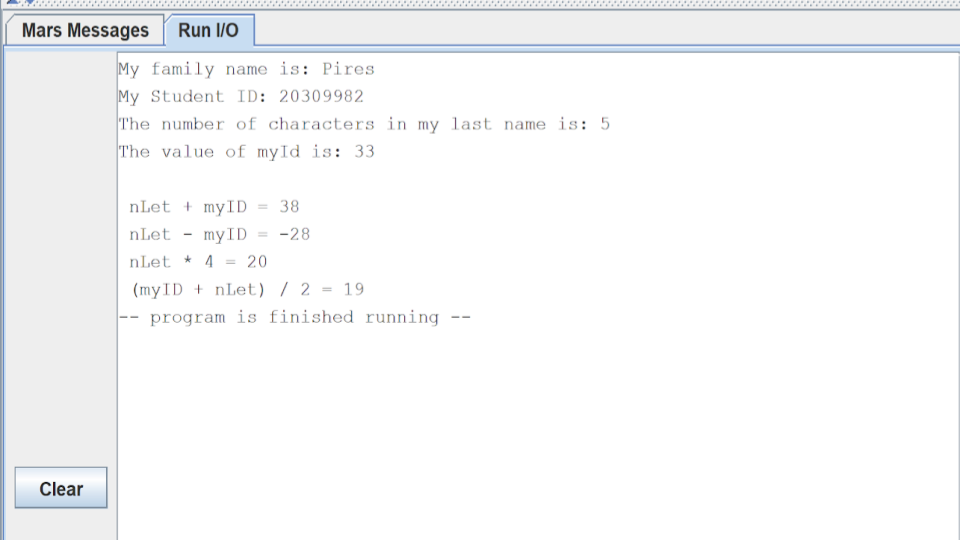 Mars Messages Run I/O
My family name is: Pires
My Student ID: 20309982
The number of characters in my last name is: 5
The value of myId is: 33
nLet + myID = 38
nLet - myID = -28
nLet * 4 = 20
(myID + nLet) / 2 = 19
-- program is finished running --
Clear